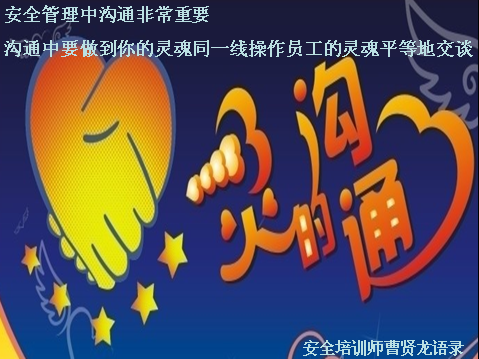 安全管理中沟通非常重要
沟通中要做到你的灵魂同一线操作员工的灵魂平等地交谈
心的沟通
安全培训师曹贤龙语录